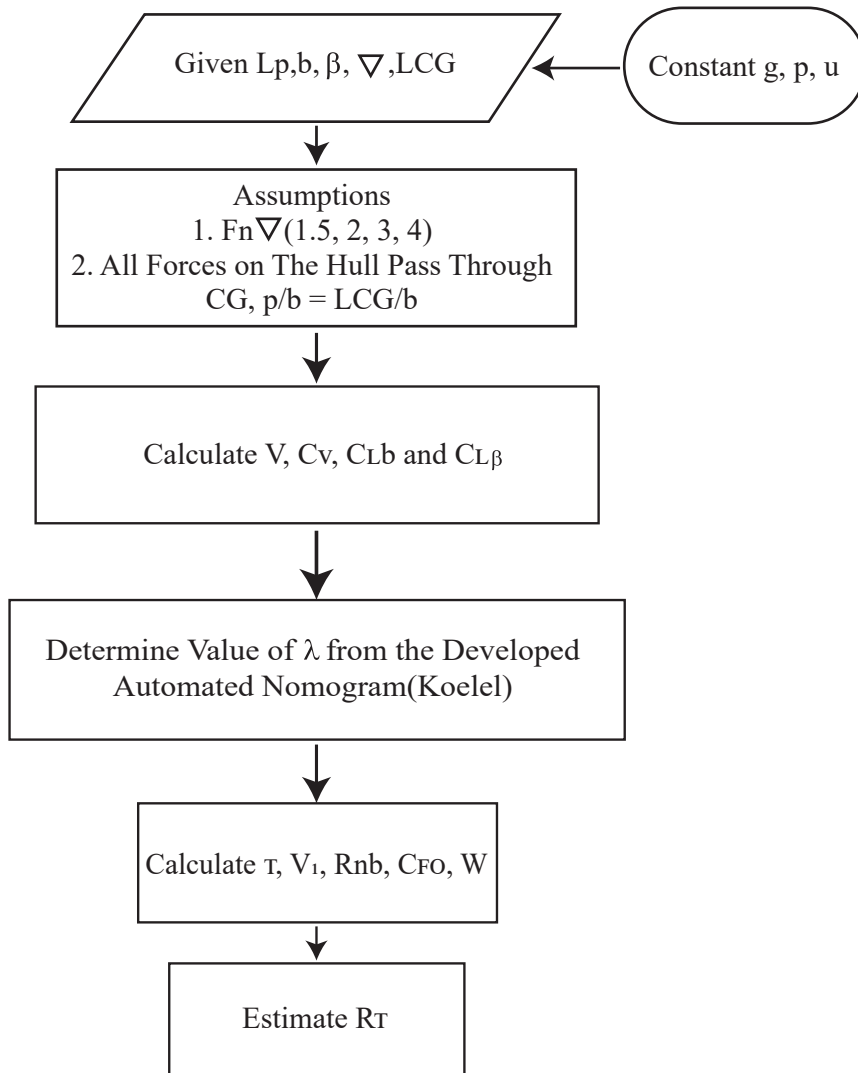 Given Lp,b, β, ▽,LCG
Constant g, p, u
Assumptions
1. Fn▽(1.5, 2, 3, 4)
2. All Forces on The Hull Pass Through
CG, p/b = LCG/b
Calculate V, Cv, CLb and CLβ
Determine Value of λ from the Developed
Automated Nomogram(Koelel)
Calculate τ, V₁, Rnb, CFO, W
Estimate RT